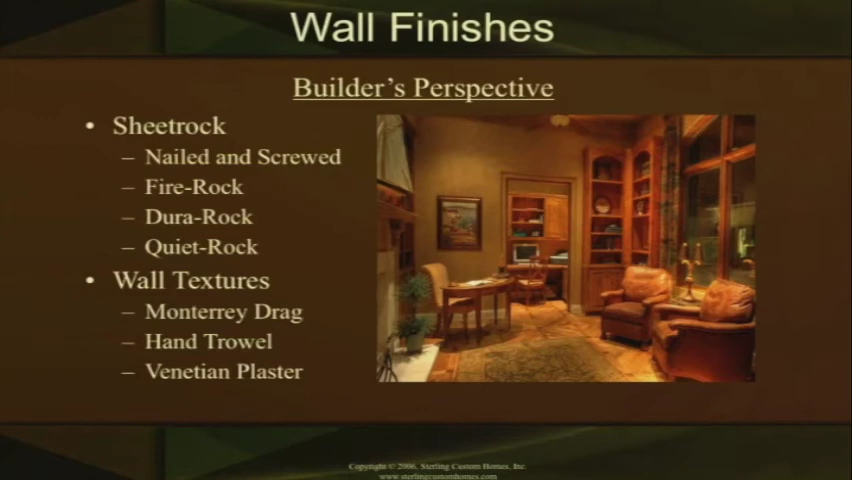 Wall Finishes
Builder's Perspective
• Sheetrock
– Nailed and Screwed
– Fire-Rock
– Dura-Rock
– Quiet-Rock
• Wall Textures
– Monterrey Drag
– Hand Trowel
– Venetian Plaster
Copyright © 2006, Sterling Custom Homes, Inc.
www.sterlingcustomhomes.com